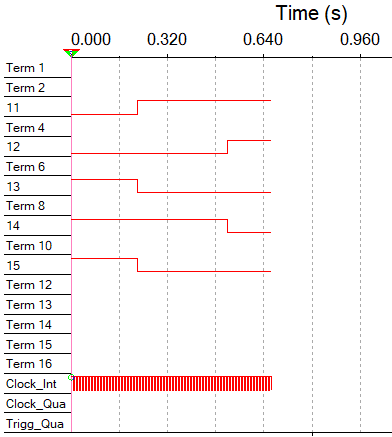 Time (s)
0.000 0.320 0.640 0.960
Term 1
Term 2
11
Term 4
12
Term 6
13
Term 8
14
Term 10
15
Term 12
Term 13
Term 14
Term 15
Term 16
Clock_Int
Clock_Qua
Trigg_Qua